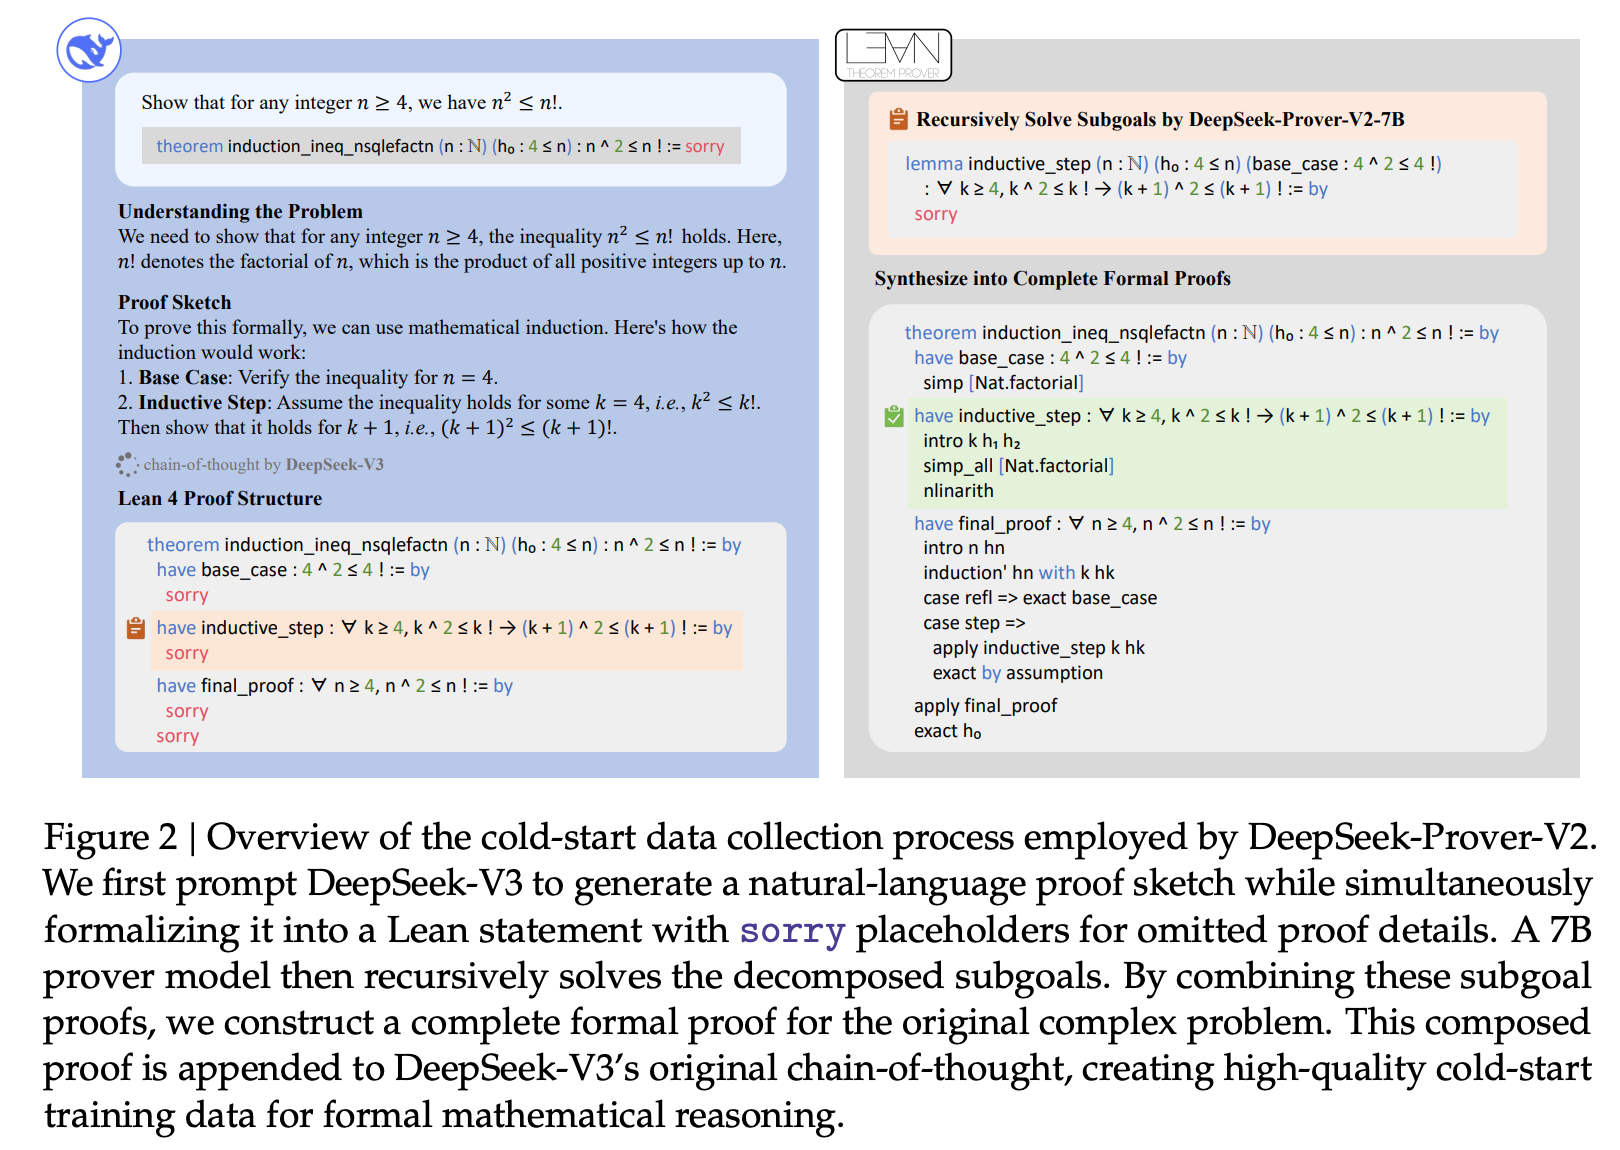 Show that for any integer n ≥ 4, we have n² ≤ n!.
theorem induction_ineq_nsqlefactn (n : ℕ) (h₀ : 4 ≤ n) : n ^ 2 ≤ n ! := sorry
Understanding the Problem
We need to show that for any integer n ≥ 4, the inequality n² ≤ n! holds. Here,
n! denotes the factorial of n, which is the product of all positive integers up to n.
Proof Sketch
To prove this formally, we can use mathematical induction. Here's how the
induction would work:
1. Base Case: Verify the inequality for n = 4.
2. Inductive Step: Assume the inequality holds for some k = 4, i.e., k² ≤ k!.
Then show that it holds for k + 1, i.e., (k + 1)² ≤ (k + 1)!.
chain-of-thought by DeepSeek-V3
Lean 4 Proof Structure
theorem induction_ineq_nsqlefactn (n : ℕ) (h₀ : 4 ≤ n) : n ^ 2 ≤ n ! := by
have base_case : 4 ^ 2 ≤ 4 ! := by
sorry
have inductive_step : ∀ k ≥ 4, k ^ 2 ≤ k ! → (k + 1) ^ 2 ≤ (k + 1) ! := by
sorry
have final_proof : ∀ n ≥ 4, n ^ 2 ≤ n ! := by
sorry
sorry
L∃∀N
THEOREM PROVER
Recursively Solve Subgoals by DeepSeek-Prover-V2-7B
lemma inductive_step (n : ℕ) (h₀ : 4 ≤ n) (base_case : 4 ^ 2 ≤ 4 !)
: ∀ k ≥ 4, k ^ 2 ≤ k ! → (k + 1) ^ 2 ≤ (k + 1) ! := by
sorry
Synthesize into Complete Formal Proofs
theorem induction_ineq_nsqlefactn (n : ℕ) (h₀ : 4 ≤ n) : n ^ 2 ≤ n ! := by
have base_case : 4 ^ 2 ≤ 4 ! := by
simp [Nat.factorial]
have inductive_step : ∀ k ≥ 4, k ^ 2 ≤ k ! → (k + 1) ^ 2 ≤ (k + 1) ! := by
intro k h₁ h₂
simp_all [Nat.factorial]
nlinarith
have final_proof : ∀ n ≥ 4, n ^ 2 ≤ n ! := by
intro n hn
induction' hn with k hk
case refl => exact base_case
case step =>
apply inductive_step k hk
exact by assumption
apply final_proof
exact h₀
Figure 2 | Overview of the cold-start data collection process employed by DeepSeek-Prover-V2.
We first prompt DeepSeek-V3 to generate a natural-language proof sketch while simultaneously
formalizing it into a Lean statement with sorry placeholders for omitted proof details. A 7B
prover model then recursively solves the decomposed subgoals. By combining these subgoal
proofs, we construct a complete formal proof for the original complex problem. This composed
proof is appended to DeepSeek-V3's original chain-of-thought, creating high-quality cold-start
training data for formal mathematical reasoning.